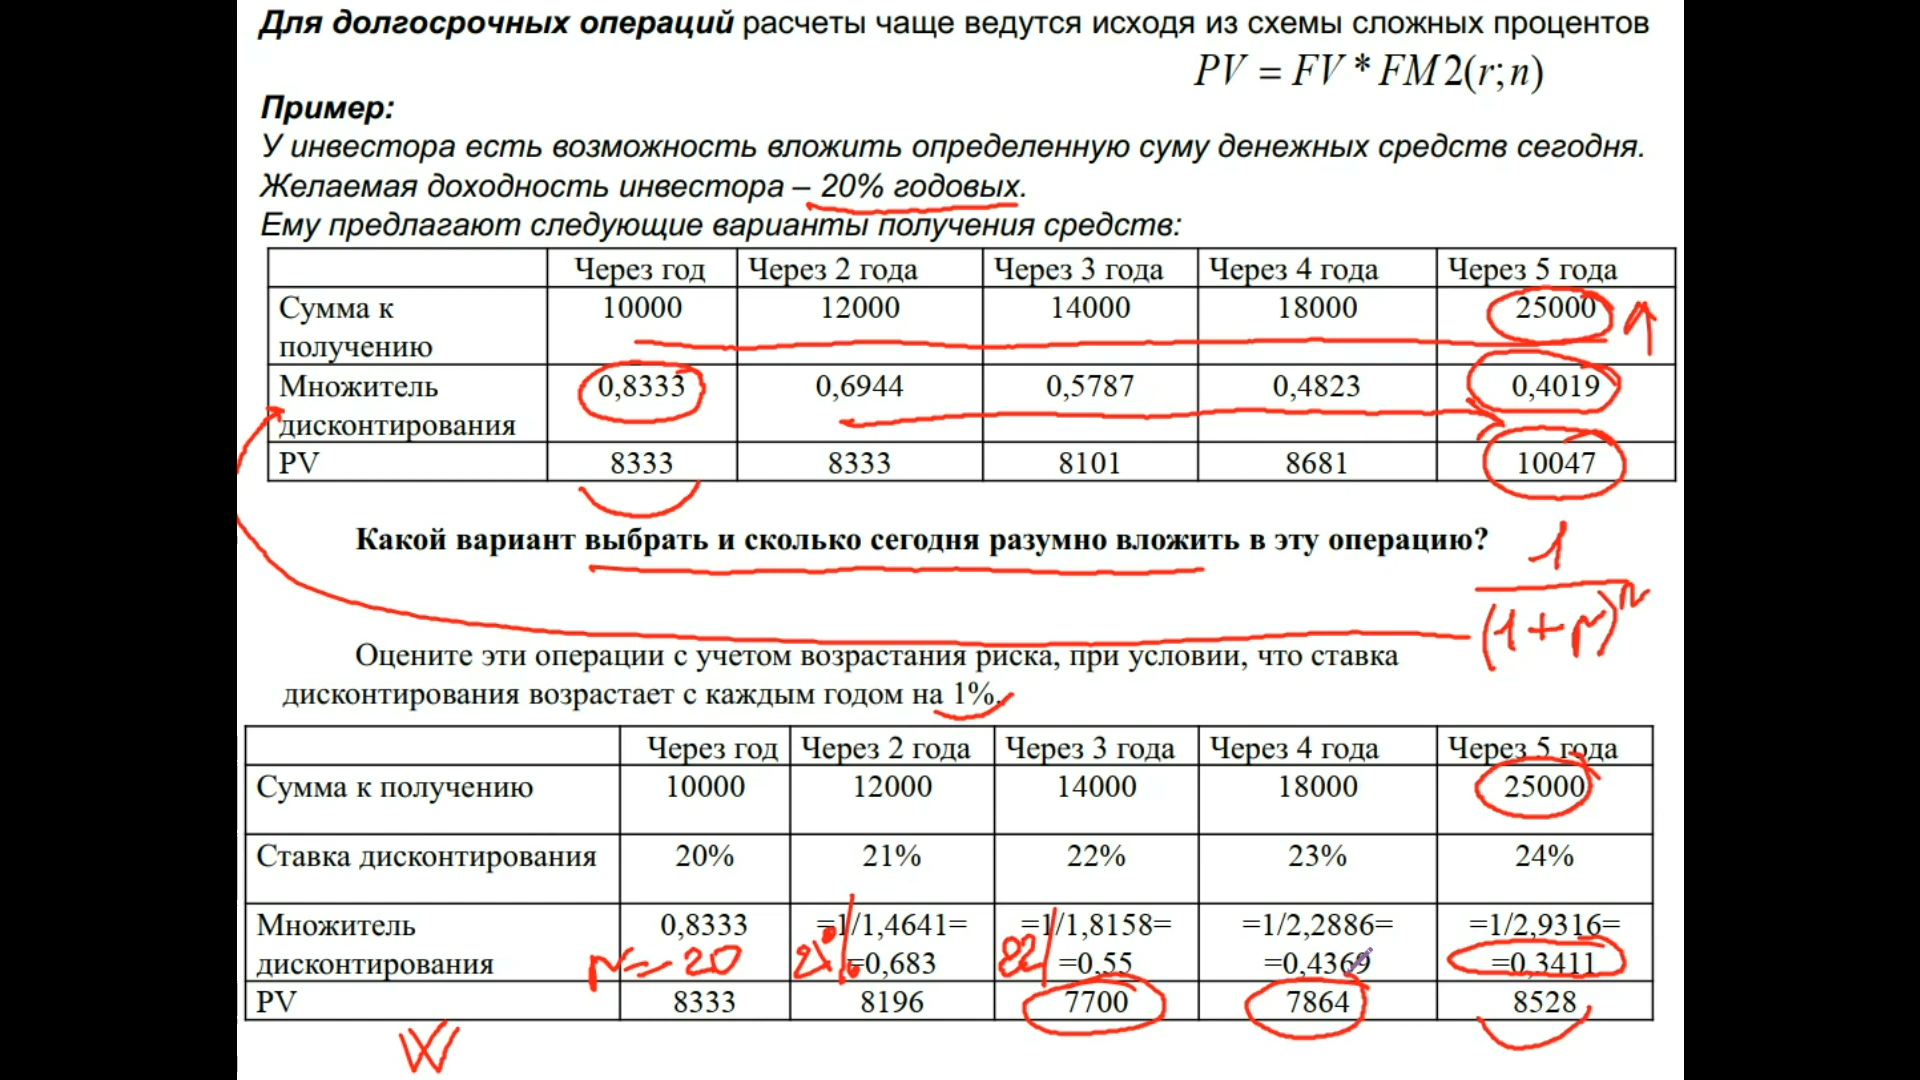 Для долгосрочных операций расчеты чаще ведутся исходя из схемы сложных процентов
PV = FV * FM2(r;n)
Пример:
У инвестора есть возможность вложить определенную суму денежных средств сегодня.
Желаемая доходность инвестора – 20% годовых.
Ему предлагают следующие варианты получения средств:
Через год Через 2 года Через 3 года Через 4 года Через 5 года
Сумма к получению 10000 12000 14000 18000 25000
Множитель дисконтирования 0,8333 0,6944 0,5787 0,4823 0,4019
PV 8333 8333 8101 8681 10047
Какой вариант выбрать и сколько сегодня разумно вложить в эту операцию?
1
(1+r)^n
Оцените эти операции с учетом возрастания риска, при условии, что ставка
дисконтирования возрастает с каждым годом на 1%.
Через год Через 2 года Через 3 года Через 4 года Через 5 года
Сумма к получению 10000 12000 14000 18000 25000
Ставка дисконтирования 20% 21% 22% 23% 24%
Множитель 0,8333 =1/1,4641= =1/1,8158= =1/2,2886= =1/2,9316=
дисконтирования r=20 21% =0,683 22 =0,55 =0,4369 =0,3411
PV 8333 8196 7700 7864 8528